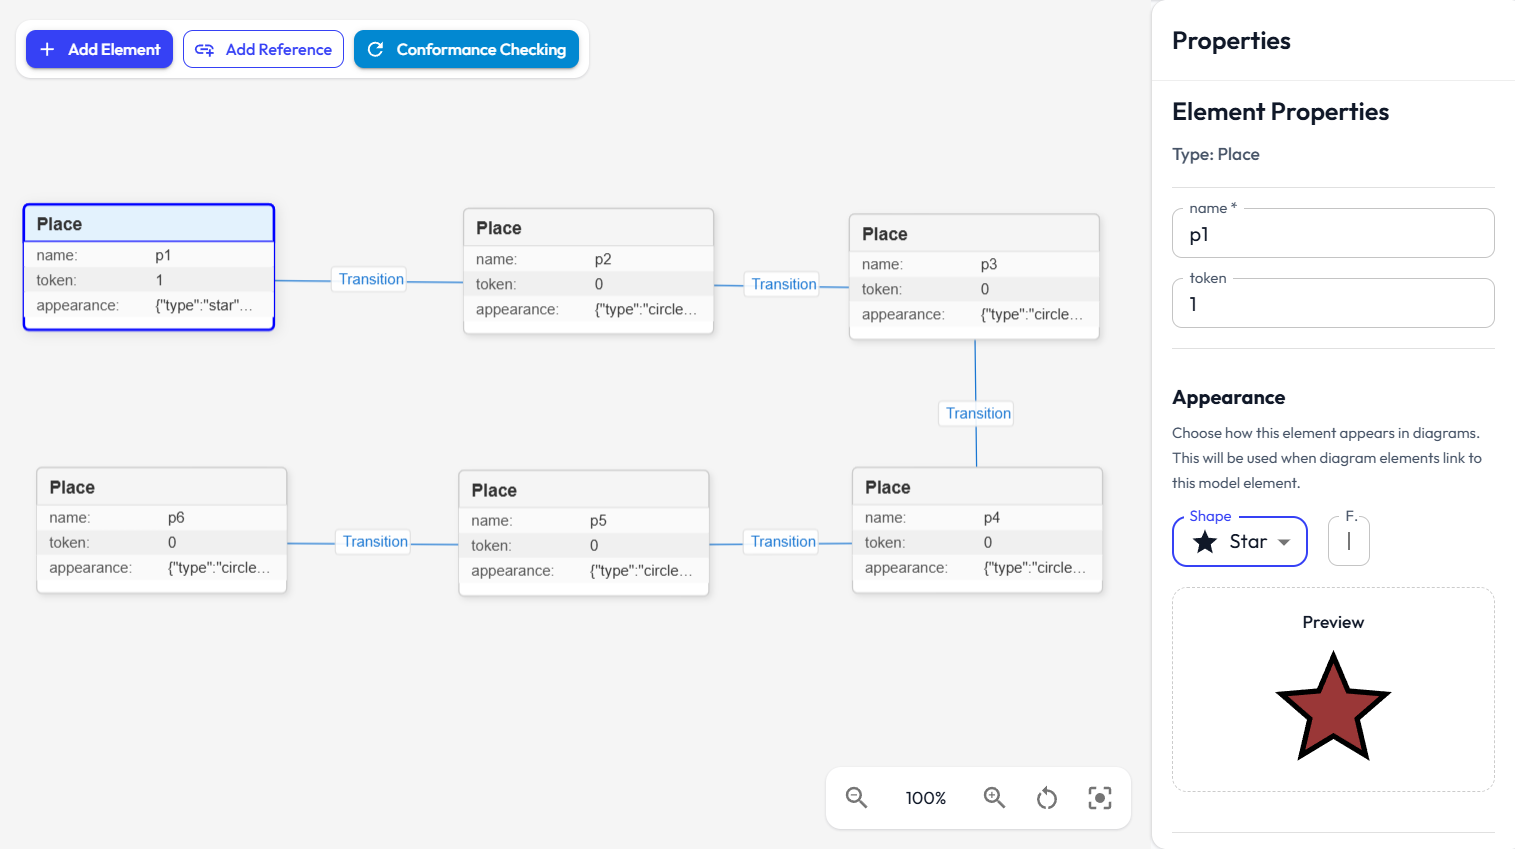 Add Element
Add Reference
Conformance Checking
Place
name: p1
token: 1
appearance: {"type":"star"...
Transition
Place
name: p2
token: 0
appearance: {"type":"circle...
Transition
Place
name: p3
token: 0
appearance: {"type":"circle...
Transition
Place
name: p6
token: 0
appearance: {"type":"circle...
Transition
Place
name: p5
token: 0
appearance: {"type":"circle...
Transition
Place
name: p4
token: 0
appearance: {"type":"circle...
100%
Properties
Element Properties
Type: Place
name *
p1
token
1
Appearance
Choose how this element appears in diagrams.
This will be used when diagram elements link to
this model element.
Shape
Star
F.
Preview